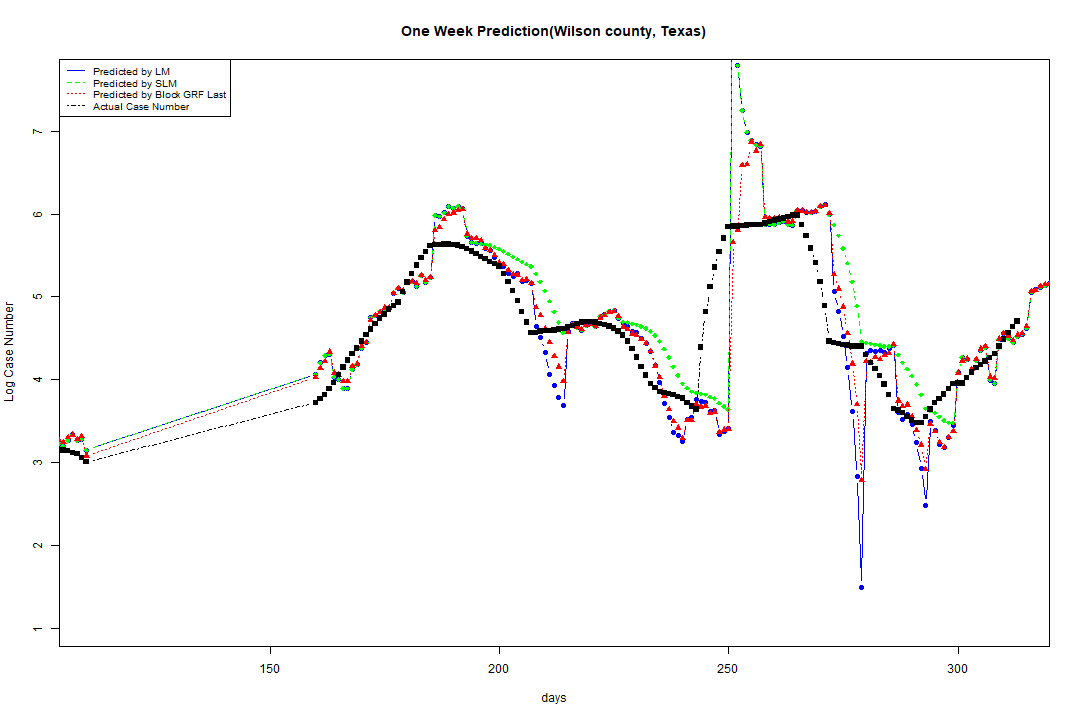 One Week Prediction(Wilson county, Texas)
Predicted by LM
Predicted by SLM
Predicted by Block GRF Last
Actual Case Number
Log Case Number
7
6
5
4
3
2
1
150 200 250 300
days